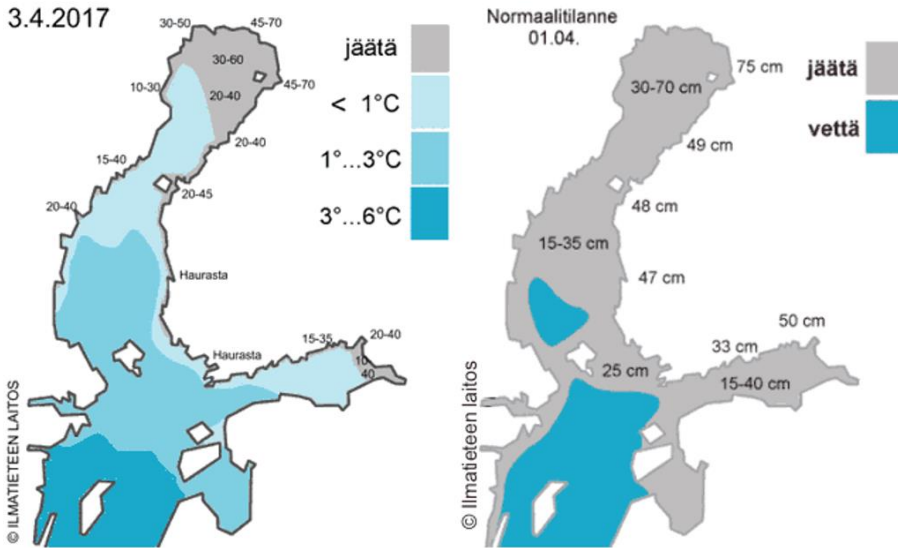 3.4.2017
30-50
45-70
30-60
10-30
45-70
20-40
20-40
15-40
20-45
20-40
Haurasta
Haurasta
15-35
20-40
10
40
jäätä
< 1°C
1°...3°C
3°...6°C
© ILMATIETEEN LAITOS
Normaalitilanne
01.04.
75 cm
30-70 cm
49 cm
48 cm
15-35 cm
47 cm
50 cm
33 cm
25 cm
15-40 cm
jäätä
vettä
© Ilmatieteen laitos